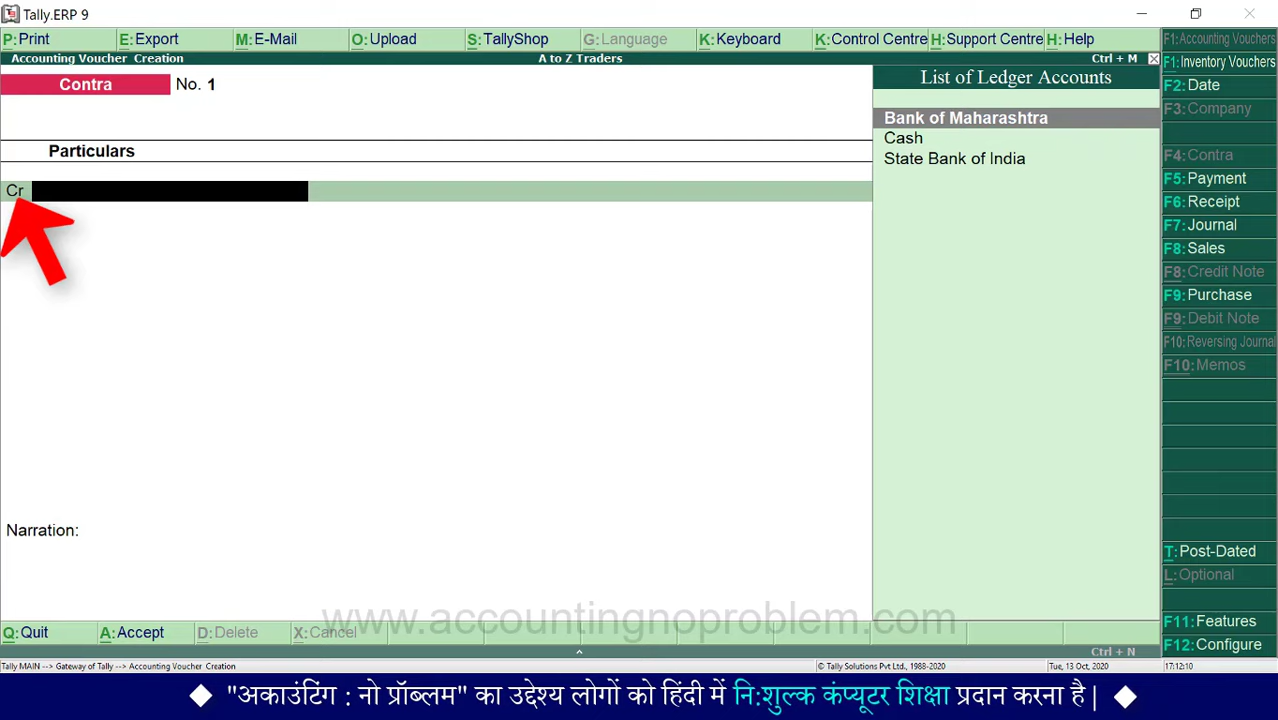 Tally.ERP 9
P: Print E: Export M: E-Mail O: Upload S: TallyShop G: Language K: Keyboard K: Control Centre H: Support Centre H: Help
Accounting Voucher Creation A to Z Traders Ctrl + M
Contra No. 1
Particulars
Cr
Narration:
List of Ledger Accounts
Bank of Maharashtra
Cash
State Bank of India
F1: Accounting Vouchers
F1: Inventory Vouchers
F2: Date
F3: Company
F4: Contra
F5: Payment
F6: Receipt
F7: Journal
F8: Sales
F8: Credit Note
F9: Purchase
F9: Debit Note
F10: Reversing Journal
F10: Memos
T: Post-Dated
L: Optional
F11: Features
F12: Configure
www.accountingnoproblem.com
Q: Quit A: Accept D: Delete X: Cancel
Ctrl + N
Tally MAIN --> Gateway of Tally --> Accounting Voucher Creation © Tally Solutions Pvt Ltd., 1988-2020 Tue, 13 Oct, 2020 17:12:10
"अकाउंटिंग : नो प्रॉब्लम" का उद्देश्य लोगों को हिंदी में नि:शुल्क कंप्यूटर शिक्षा प्रदान करना है |